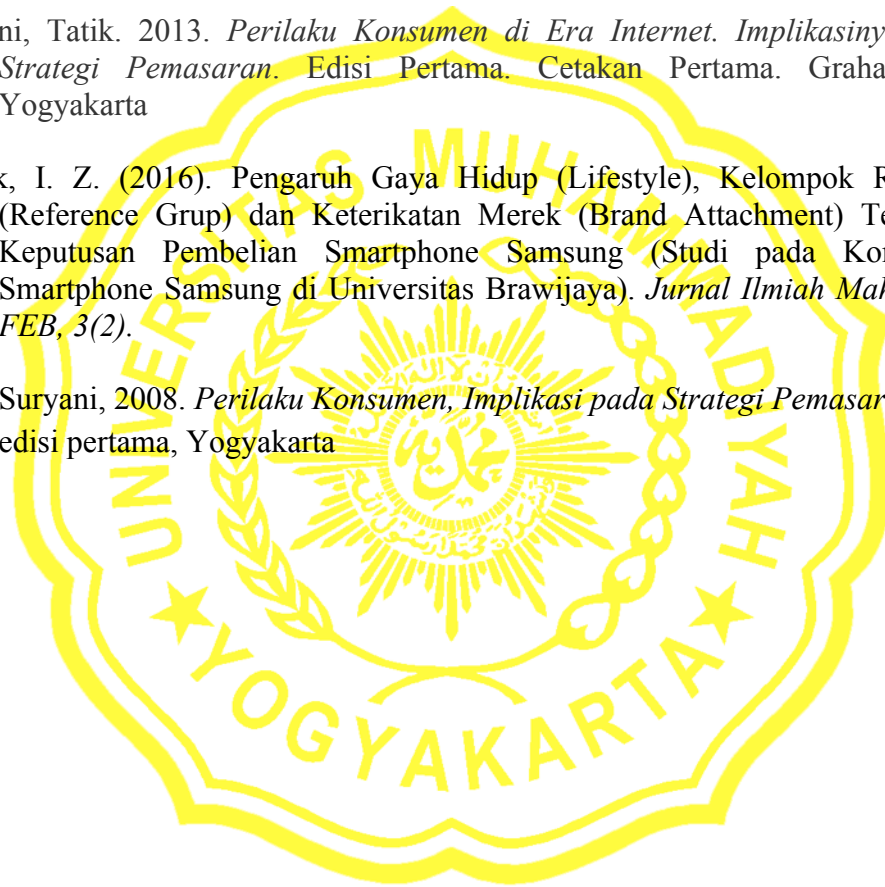 ni, Tatik. 2013. Perilaku Konsumen di Era Internet. Implikasiny
Strategi Pemasaran. Edisi Pertama. Cetakan Pertama. Graha
Yogyakarta
k, I. Z. (2016). Pengaruh Gaya Hidup (Lifestyle), Kelompok R
(Reference Grup) dan Keterikatan Merek (Brand Attachment) Te
Keputusan Pembelian Smartphone Samsung (Studi pada Kor
Smartphone Samsung di Universitas Brawijaya). Jurnal Ilmiah Mah
FEB, 3(2).
Suryani, 2008. Perilaku Konsumen, Implikasi pada Strategi Pemasar
edisi pertama, Yogyakarta
UNIVERSITAS MUHAMMADIYAH
YOGYAKARTA
محمدية